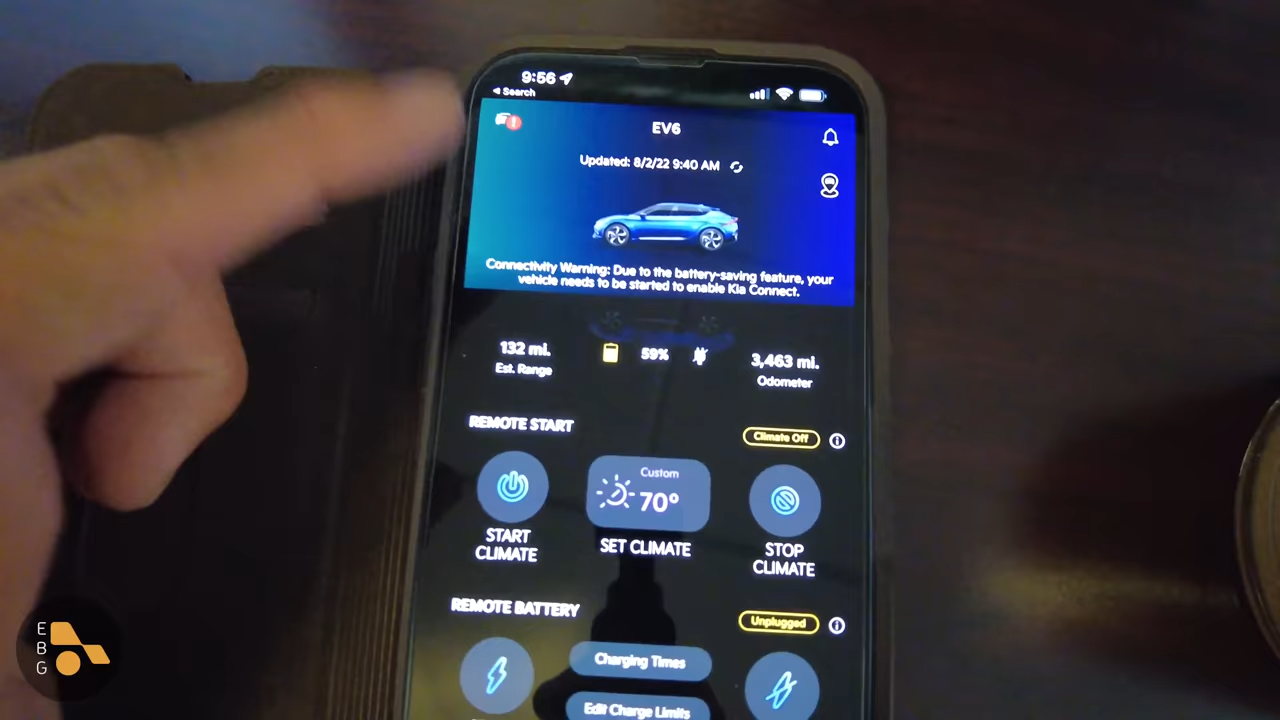 9:56
Search
EV6
Updated: 8/2/22 9:40 AM
Connectivity Warning: Due to the battery-saving feature, your
vehicle needs to be started to enable Kia Connect.
132 mi.
59%
3,463 mi.
Est. Range
Odometer
REMOTE START
Climate Off
Custom
70°
START
CLIMATE
SET CLIMATE
STOP
CLIMATE
REMOTE BATTERY
Unplugged
Charging Times
Edit Charge Limits
E
B
G